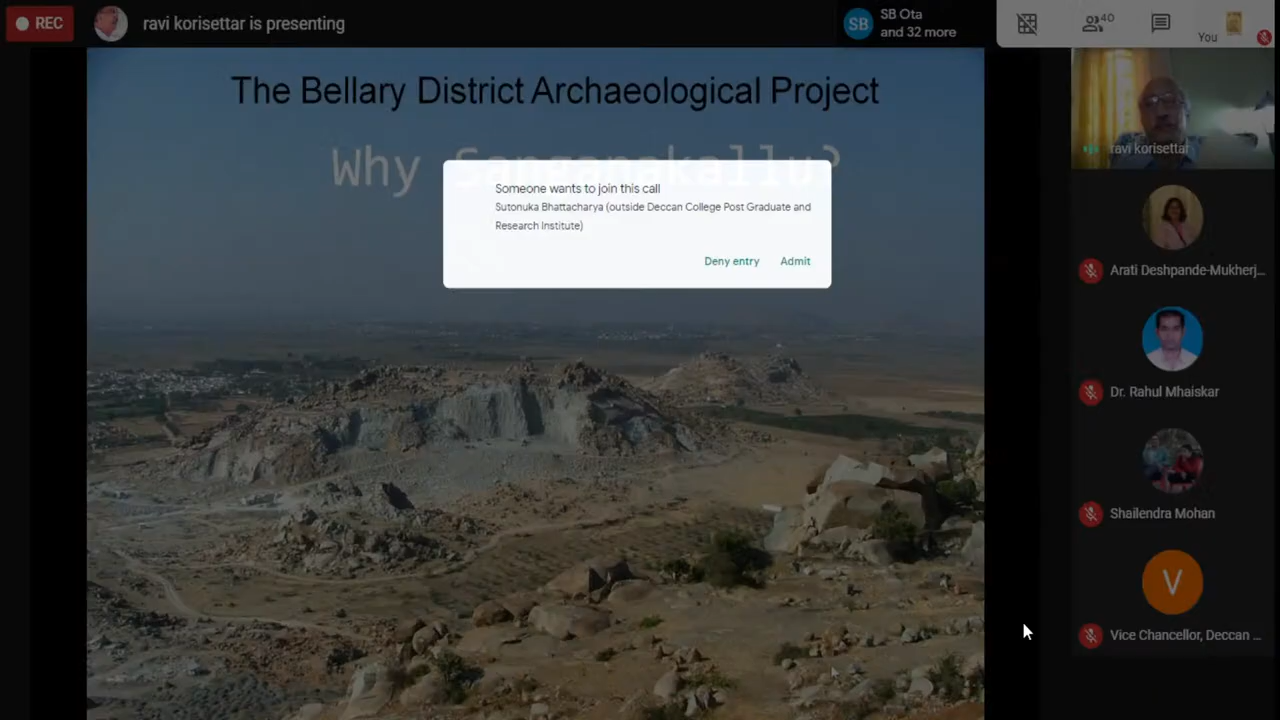 REC
ravi korisettar is presenting
SB
SB Ota
and 32 more
40
You
The Bellary District Archaeological Project
Why Sanganakallu?
Someone wants to join this call
Sutonuka Bhattacharya (outside Deccan College Post Graduate and
Research Institute)
Deny entry
Admit
ravi korisettar
Arati Deshpande-Mukherj...
Dr. Rahul Mhaiskar
Shailendra Mohan
V
Vice Chancellor, Deccan ...